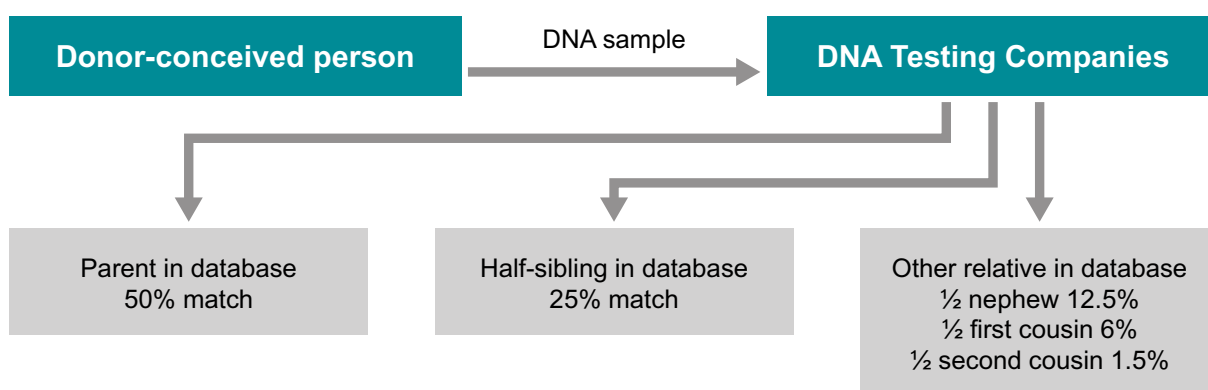 Donor-conceived person
DNA sample
DNA Testing Companies
Parent in database
50% match
Half-sibling in database
25% match
Other relative in database
½ nephew 12.5%
½ first cousin 6%
½ second cousin 1.5%